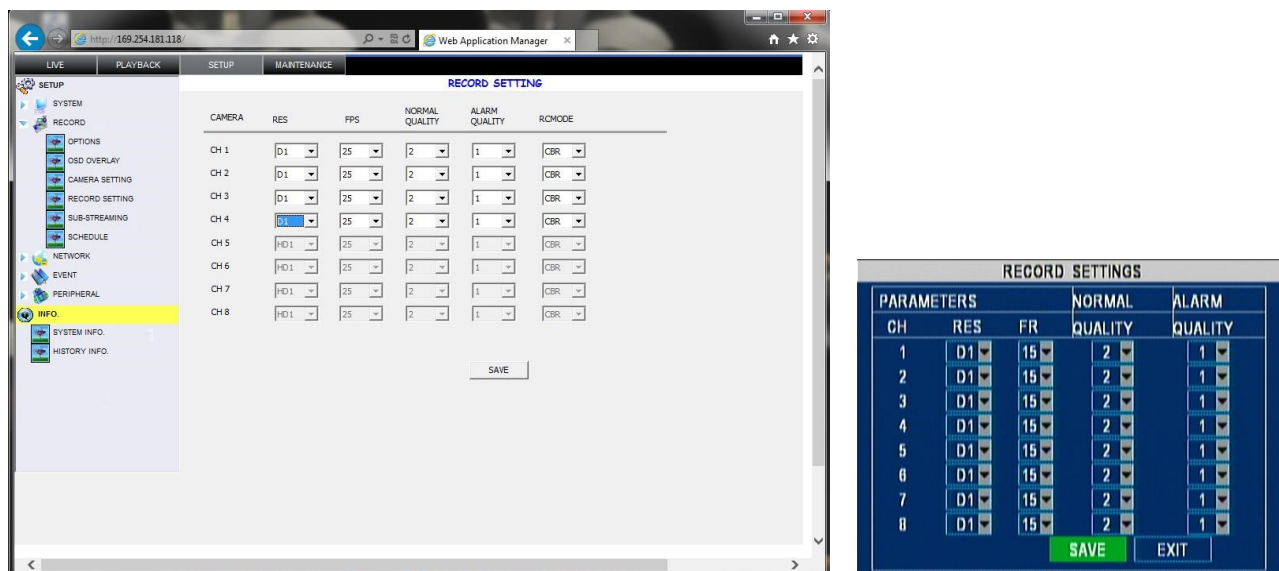 http://169.254.181.118/
Web Application Manager
LIVE PLAYBACK SETUP MAINTENANCE
SETUP
SYSTEM
RECORD
OPTIONS
OSD OVERLAY
CAMERA SETTING
RECORD SETTING
SUB-STREAMING
SCHEDULE
NETWORK
EVENT
PERIPHERAL
INFO.
SYSTEM INFO.
HISTORY INFO.
RECORD SETTING
CAMERA RES FPS NORMAL QUALITY ALARM QUALITY RCMODE
CH 1 D1 25 2 1 CBR
CH 2 D1 25 2 1 CBR
CH 3 D1 25 2 1 CBR
CH 4 D1 25 2 1 CBR
CH 5 HD1 25 2 1 CBR
CH 6 HD1 25 2 1 CBR
CH 7 HD1 25 2 1 CBR
CH 8 HD1 25 2 1 CBR
SAVE
RECORD SETTINGS
PARAMETERS NORMAL ALARM
CH RES FR QUALITY QUALITY
1 D1 15 2 1
2 D1 15 2 1
3 D1 15 2 1
4 D1 15 2 1
5 D1 15 2 1
6 D1 15 2 1
7 D1 15 2 1
8 D1 15 2 1
SAVE EXIT